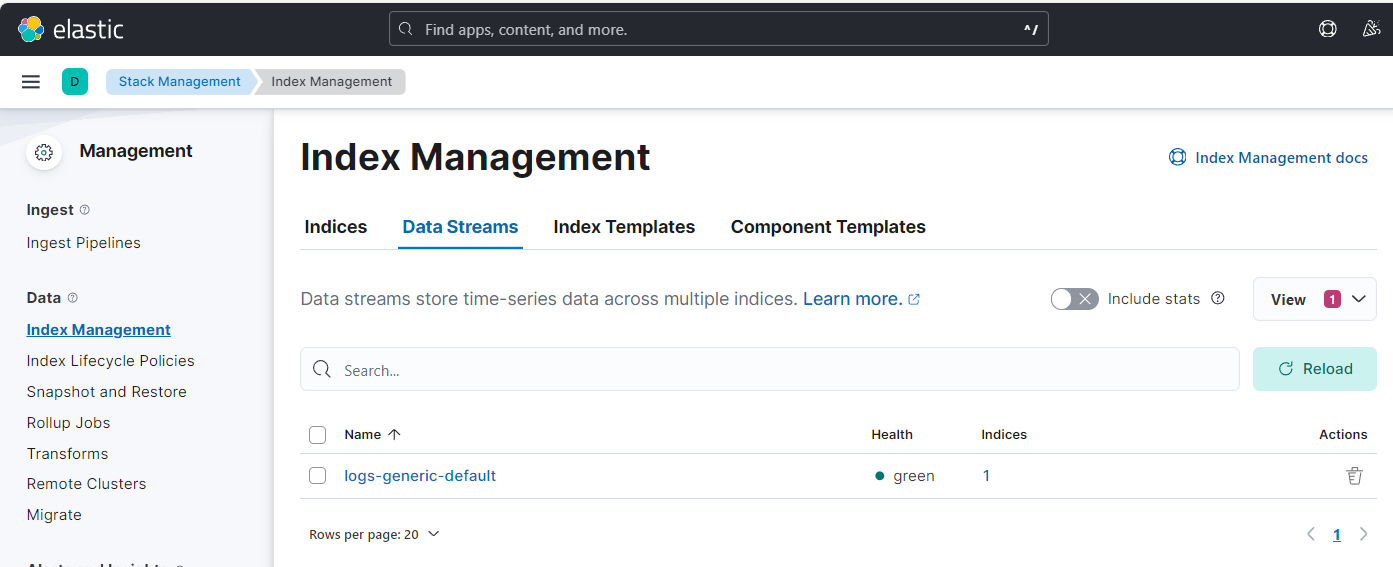 elastic
Find apps, content, and more.
^/
D
Stack Management
Index Management
Management
Ingest
Ingest Pipelines
Data
Index Management
Index Lifecycle Policies
Snapshot and Restore
Rollup Jobs
Transforms
Remote Clusters
Migrate
Index Management
Index Management docs
Indices
Data Streams
Index Templates
Component Templates
Data streams store time-series data across multiple indices. Learn more.
Include stats
View 1
Search...
Reload
Name Health Indices Actions
logs-generic-default green 1
Rows per page: 20
1